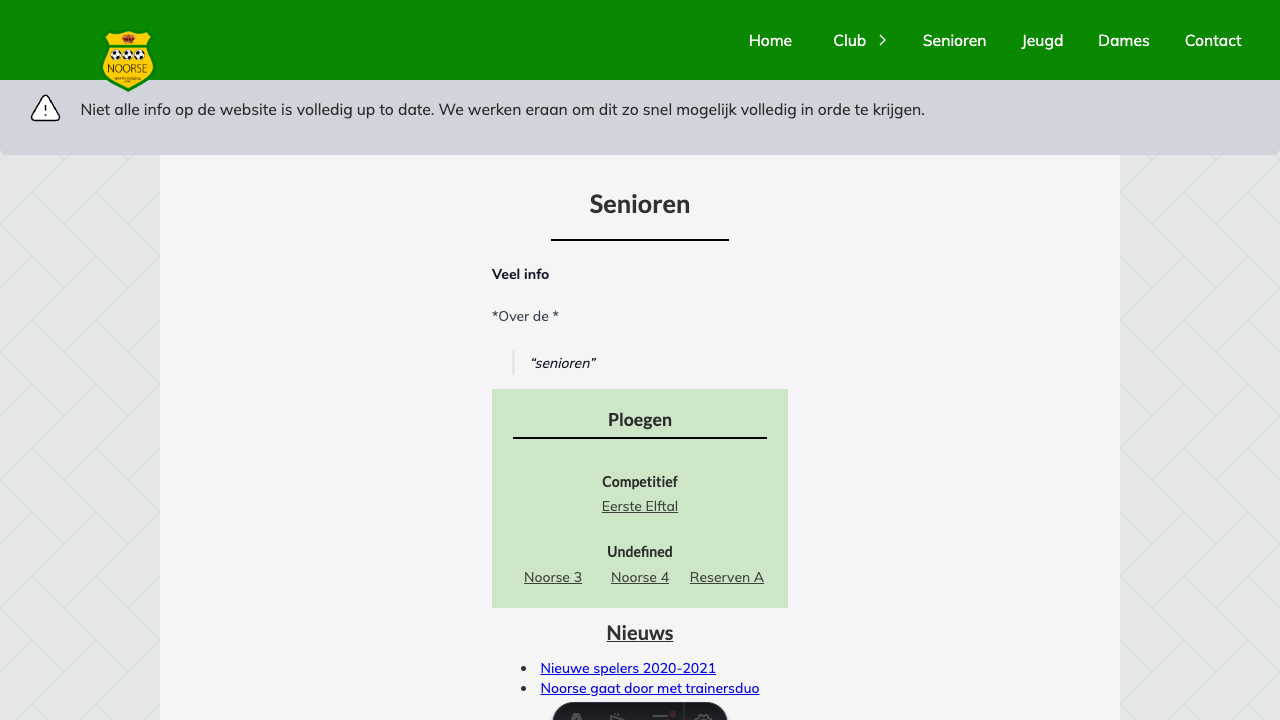 Home Club Senioren Jeugd Dames Contact
NOORSE
Niet alle info op de website is volledig up to date. We werken eraan om dit zo snel mogelijk volledig in orde te krijgen.
Senioren
Veel info
*Over de *
“senioren”
Ploegen
Competitief
Eerste Elftal
Undefined
Noorse 3 Noorse 4 Reserven A
Nieuws
• Nieuwe spelers 2020-2021
• Noorse gaat door met trainersduo